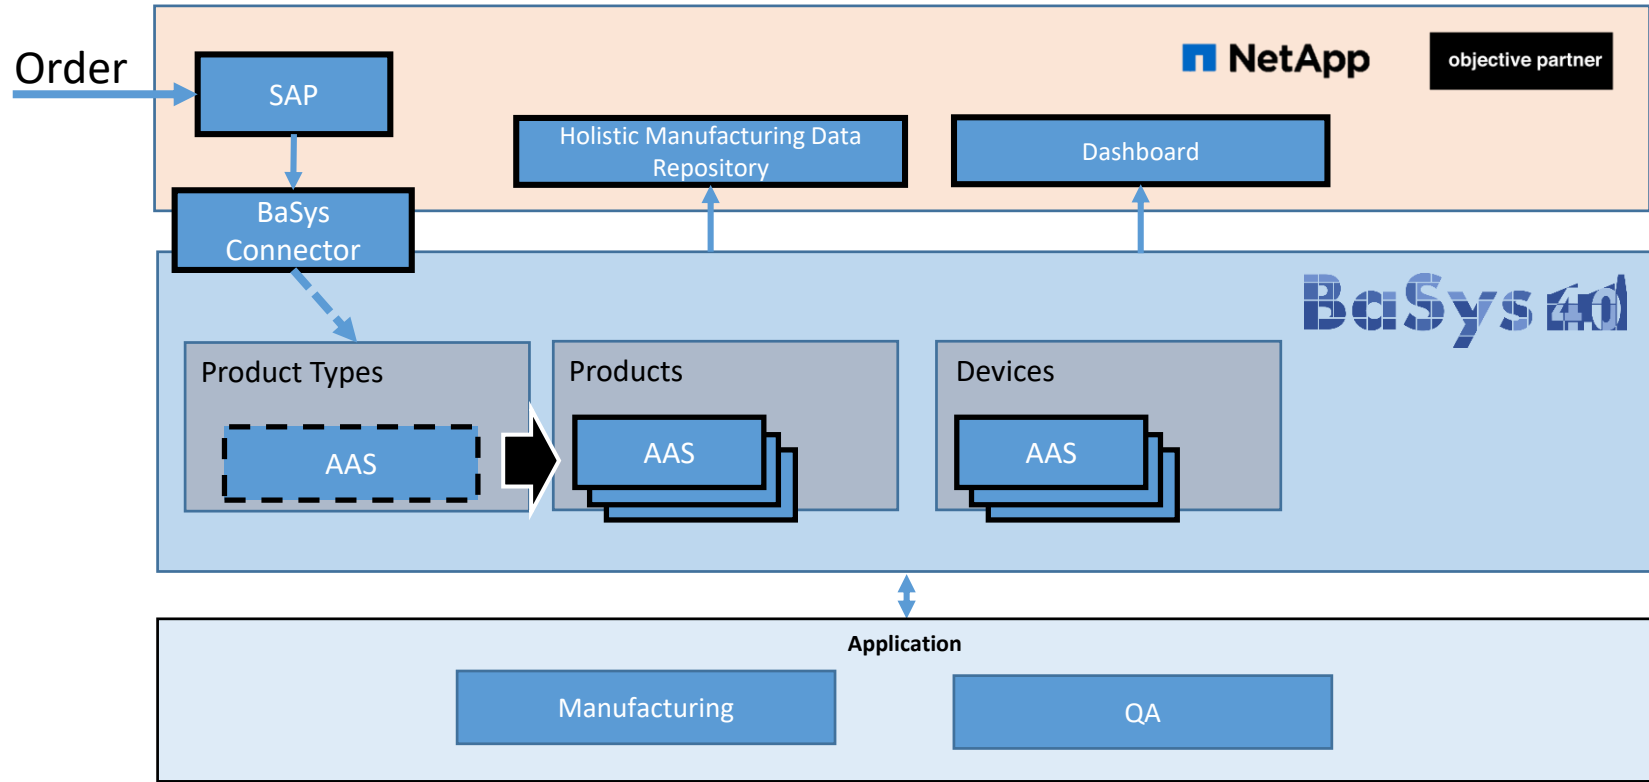 Order
SAP
NetApp
objective partner
Holistic Manufacturing Data
Repository
Dashboard
BaSys
Connector
BaSys 4.0
Product Types
AAS
Products
AAS
Devices
AAS
Application
Manufacturing
QA